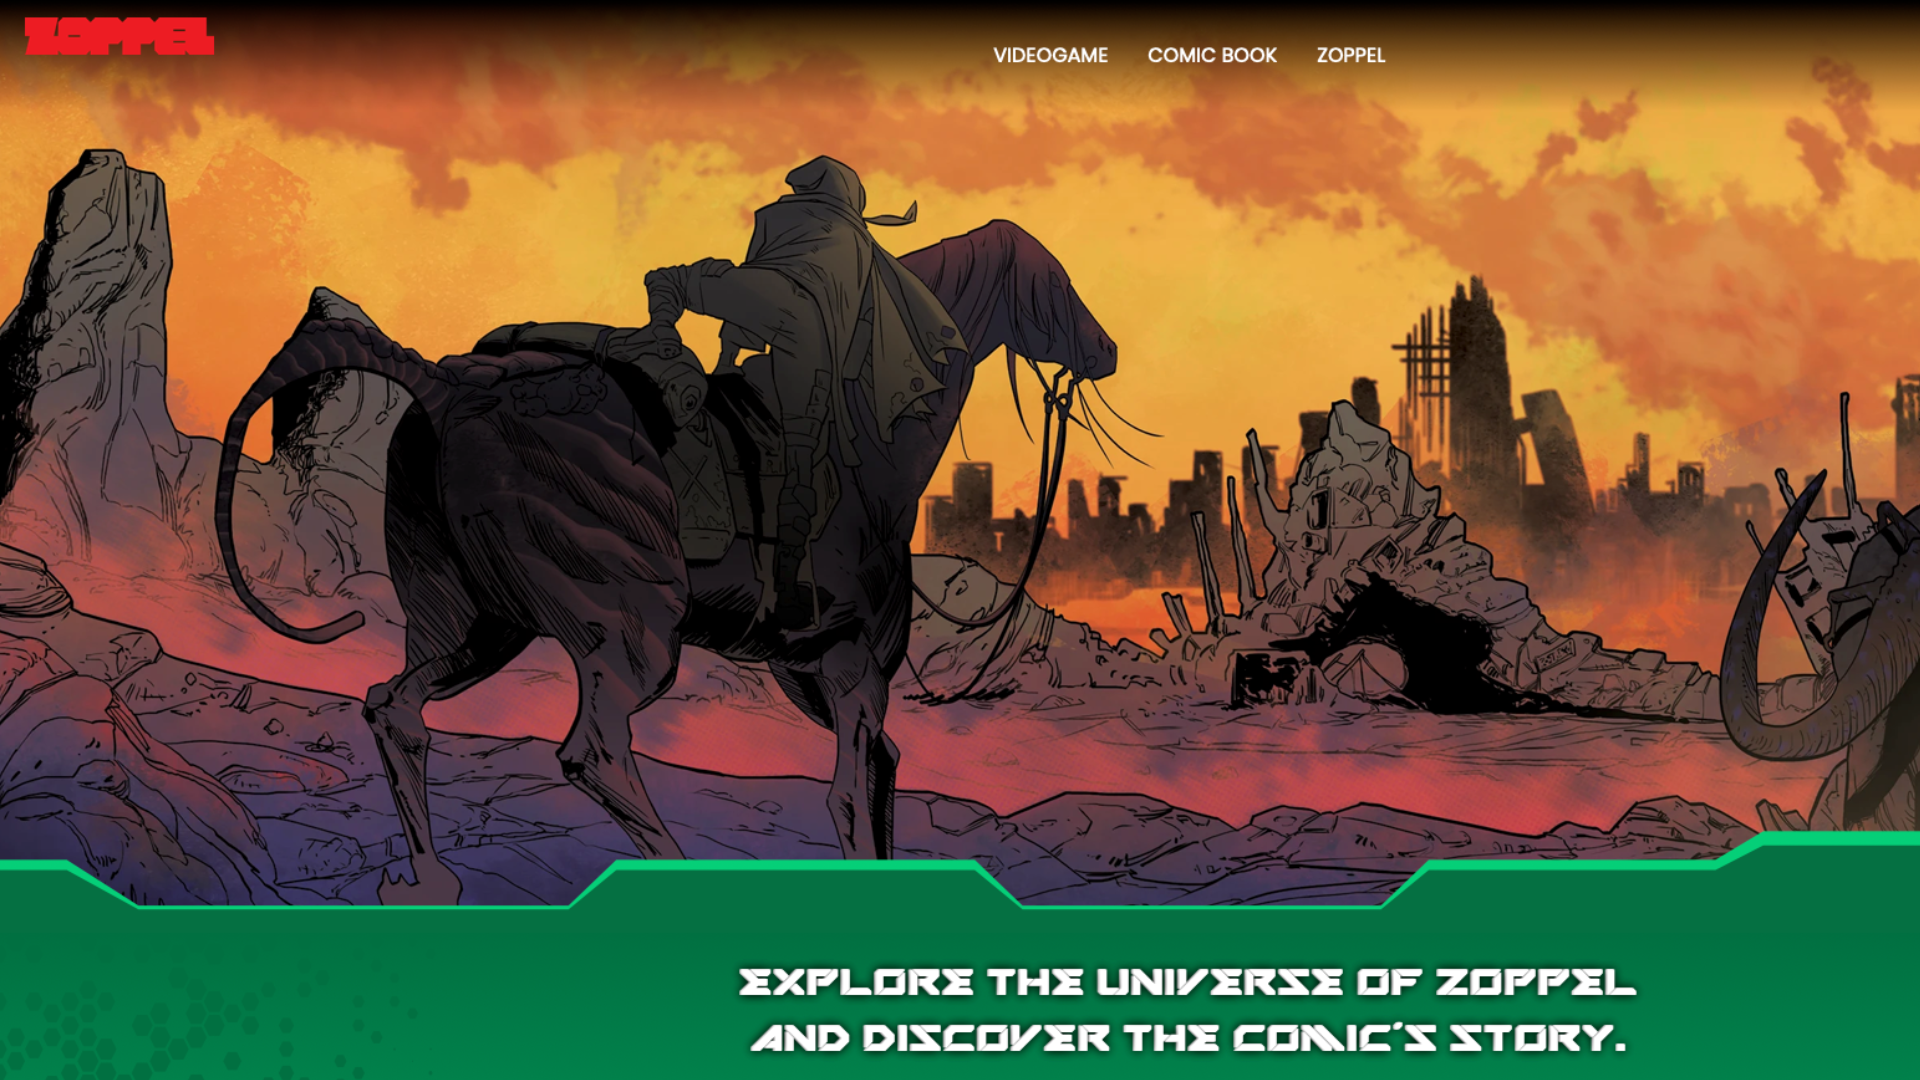 ZOPPEL
VIDEOGAME COMIC BOOK ZOPPEL
EXPLORE THE UNIVERSE OF ZOPPEL
AND DISCOVER THE COMIC'S STORY.